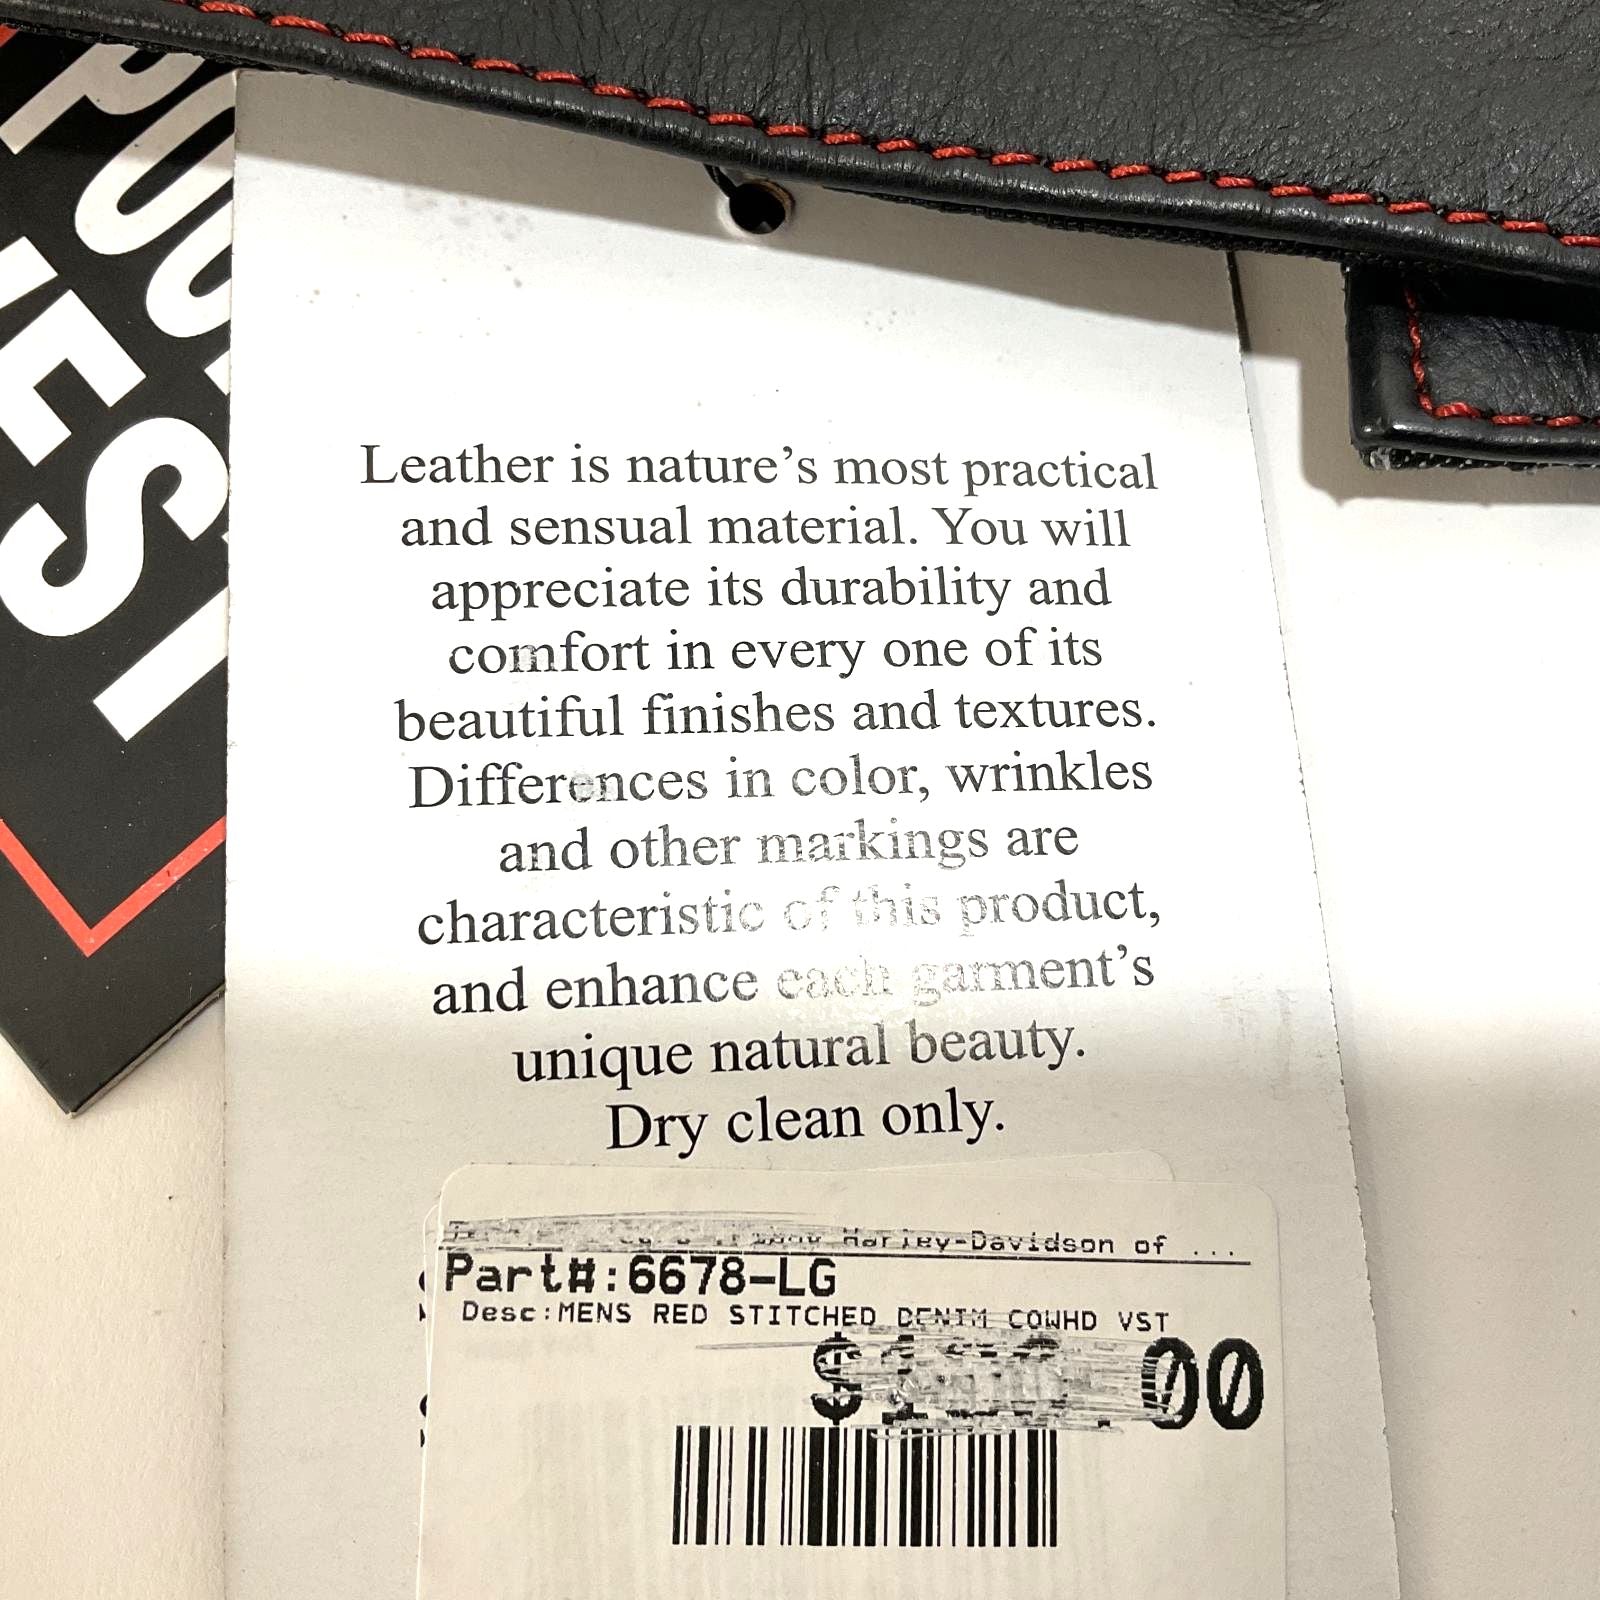 Leather is nature's most practical
and sensual material. You will
appreciate its durability and
comfort in every one of its
beautiful finishes and textures.
Differences in color, wrinkles
and other markings are
characteristic of this product,
and enhance each garment's
unique natural beauty.
Dry clean only.
Harley-Davidson of ...
Part#:6678-LG
Desc:MENS RED STITCHED DENIM COWHD VST
00